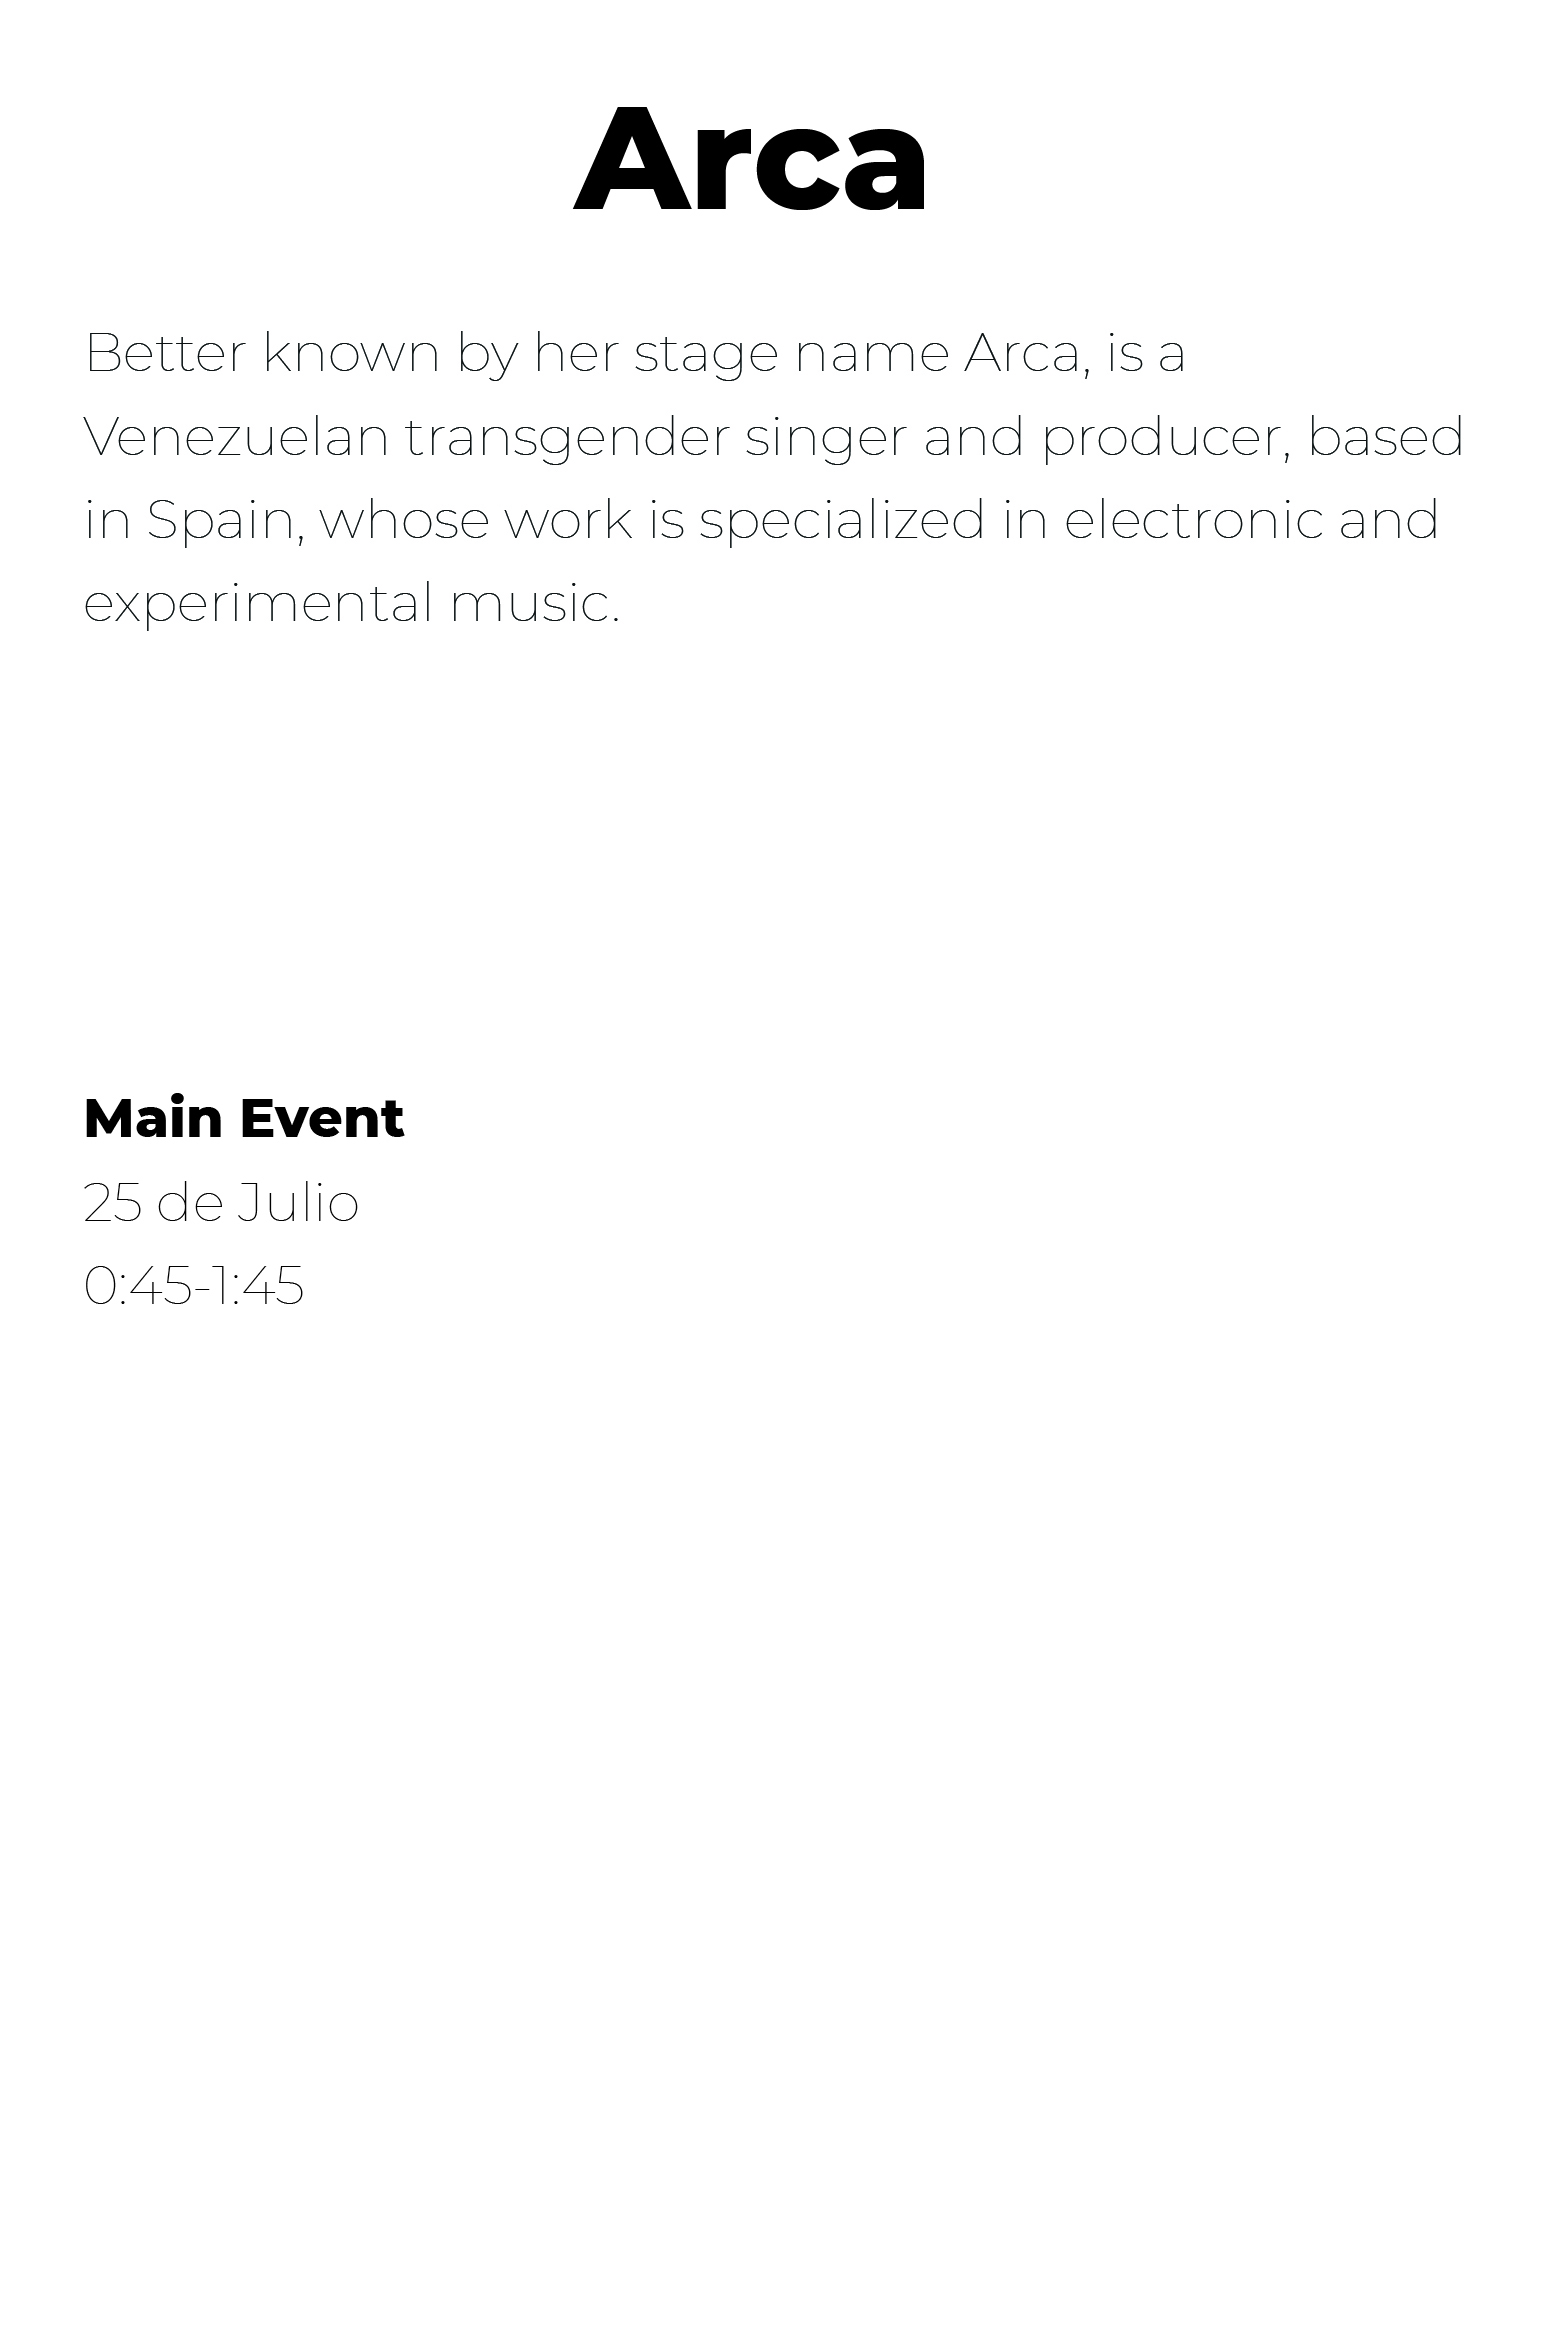 Arca
Better known by her stage name Arca, is a
Venezuelan transgender singer and producer, based
in Spain, whose work is specialized in electronic and
experimental music.
Main Event
25 de Julio
0:45-1:45